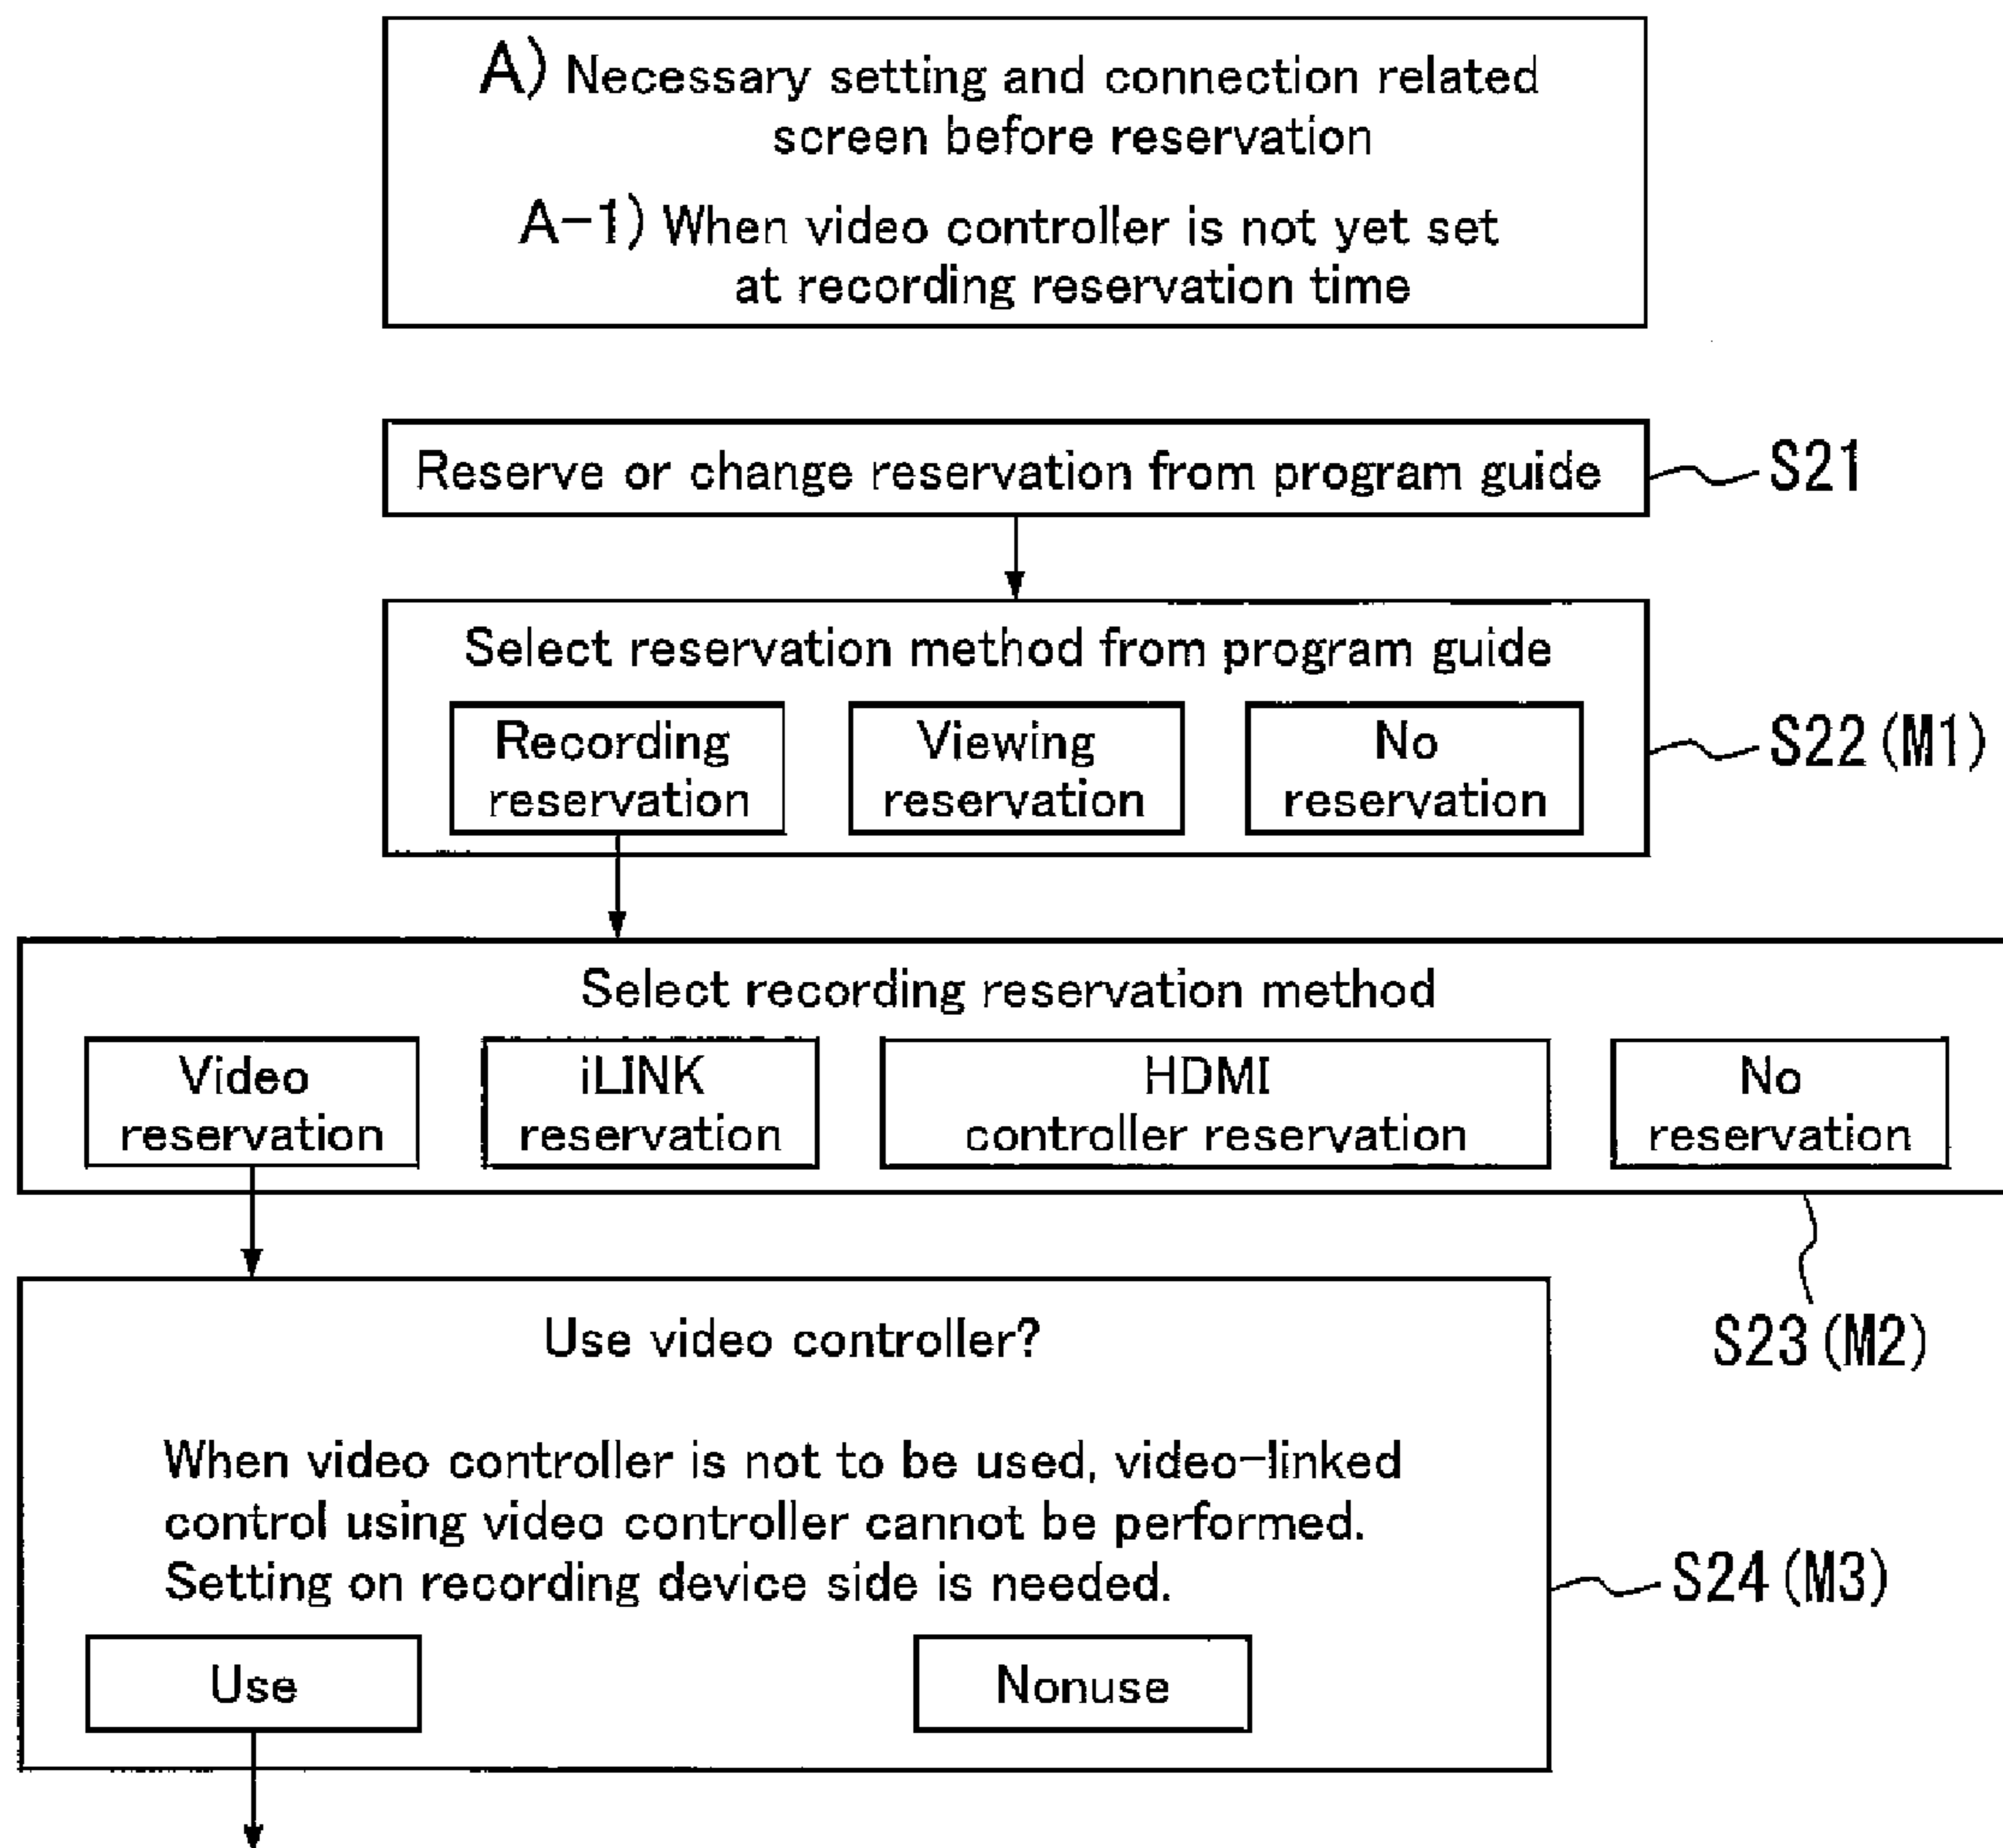 A) Necessary setting and connection related
screen before reservation
A-1) When video controller is not yet set
at recording reservation time
Reserve or change reservation from program guide
S21
Select reservation method from program guide
Recording
reservation
Viewing
reservation
No
reservation
S22 (M1)
Select recording reservation method
Video
reservation
iLINK
reservation
HDMI
controller reservation
No
reservation
S23 (M2)
Use video controller?
When video controller is not to be used, video-linked
control using video controller cannot be performed.
Setting on recording device side is needed.
S24 (M3)
Use
Nonuse